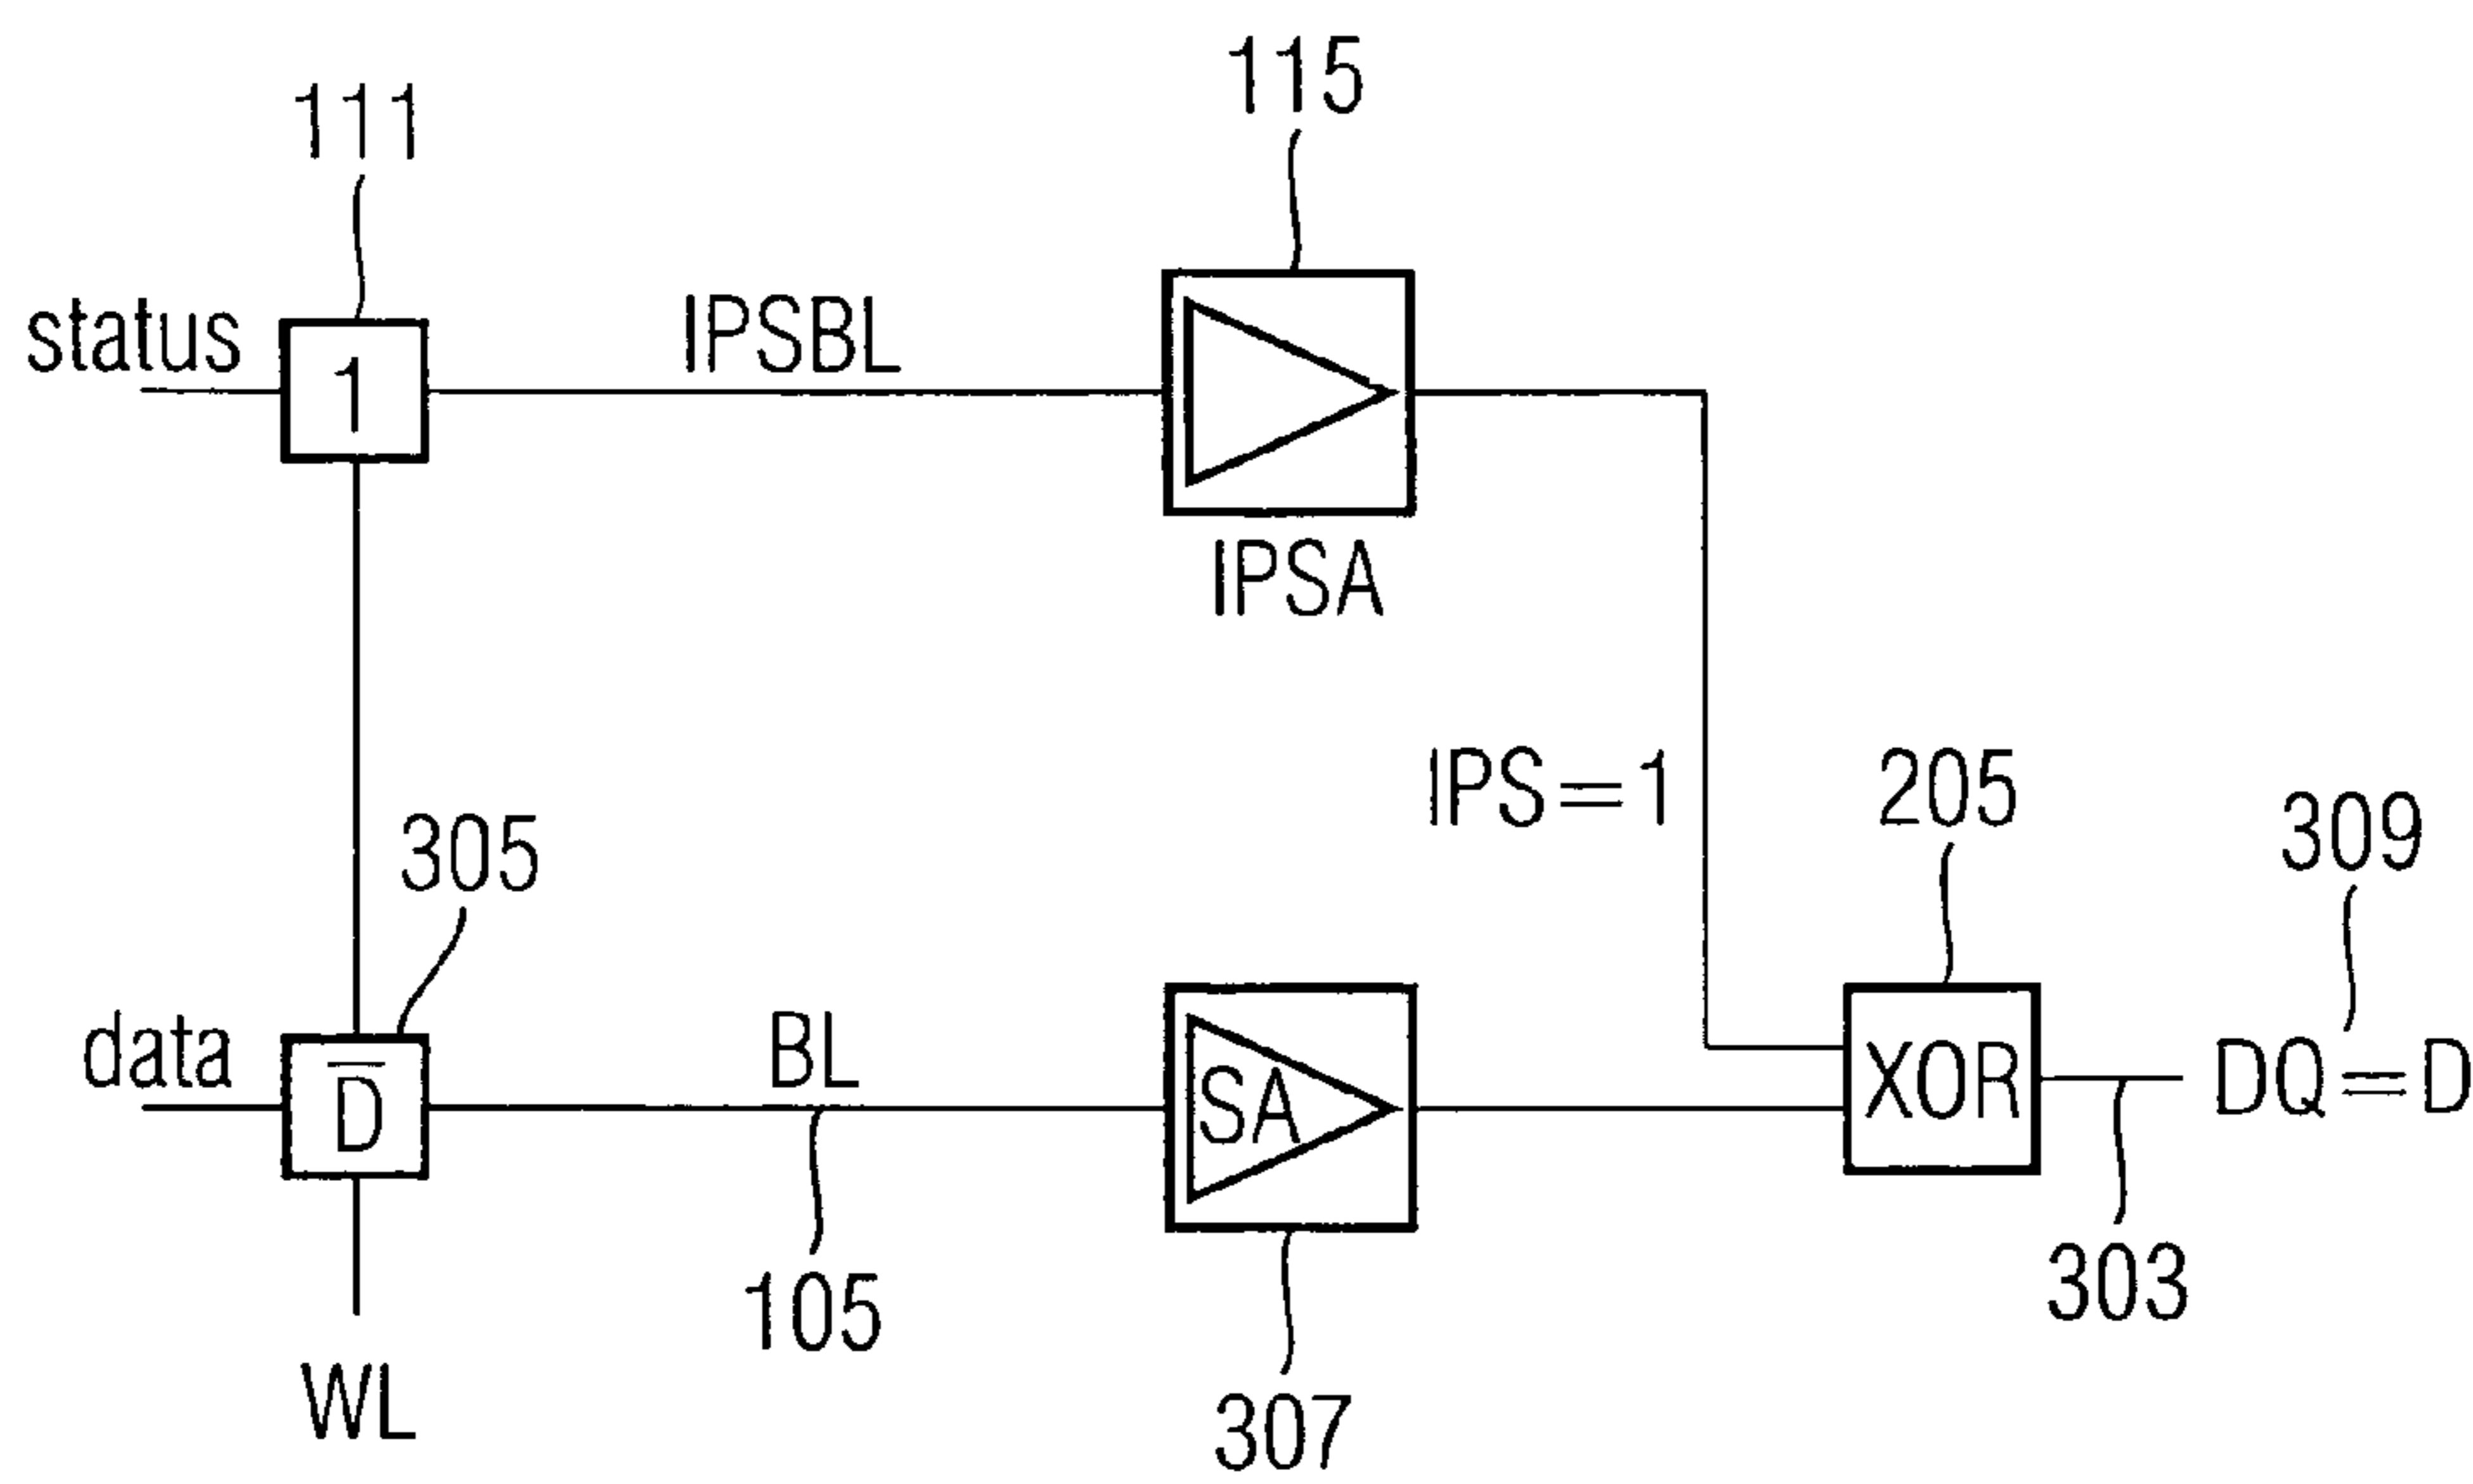 115
111
status
IPSBL
1
IPSA
IPS=1
205
309
305
data
BL
D̅
SA
XOR
DQ=D
105
303
WL
307